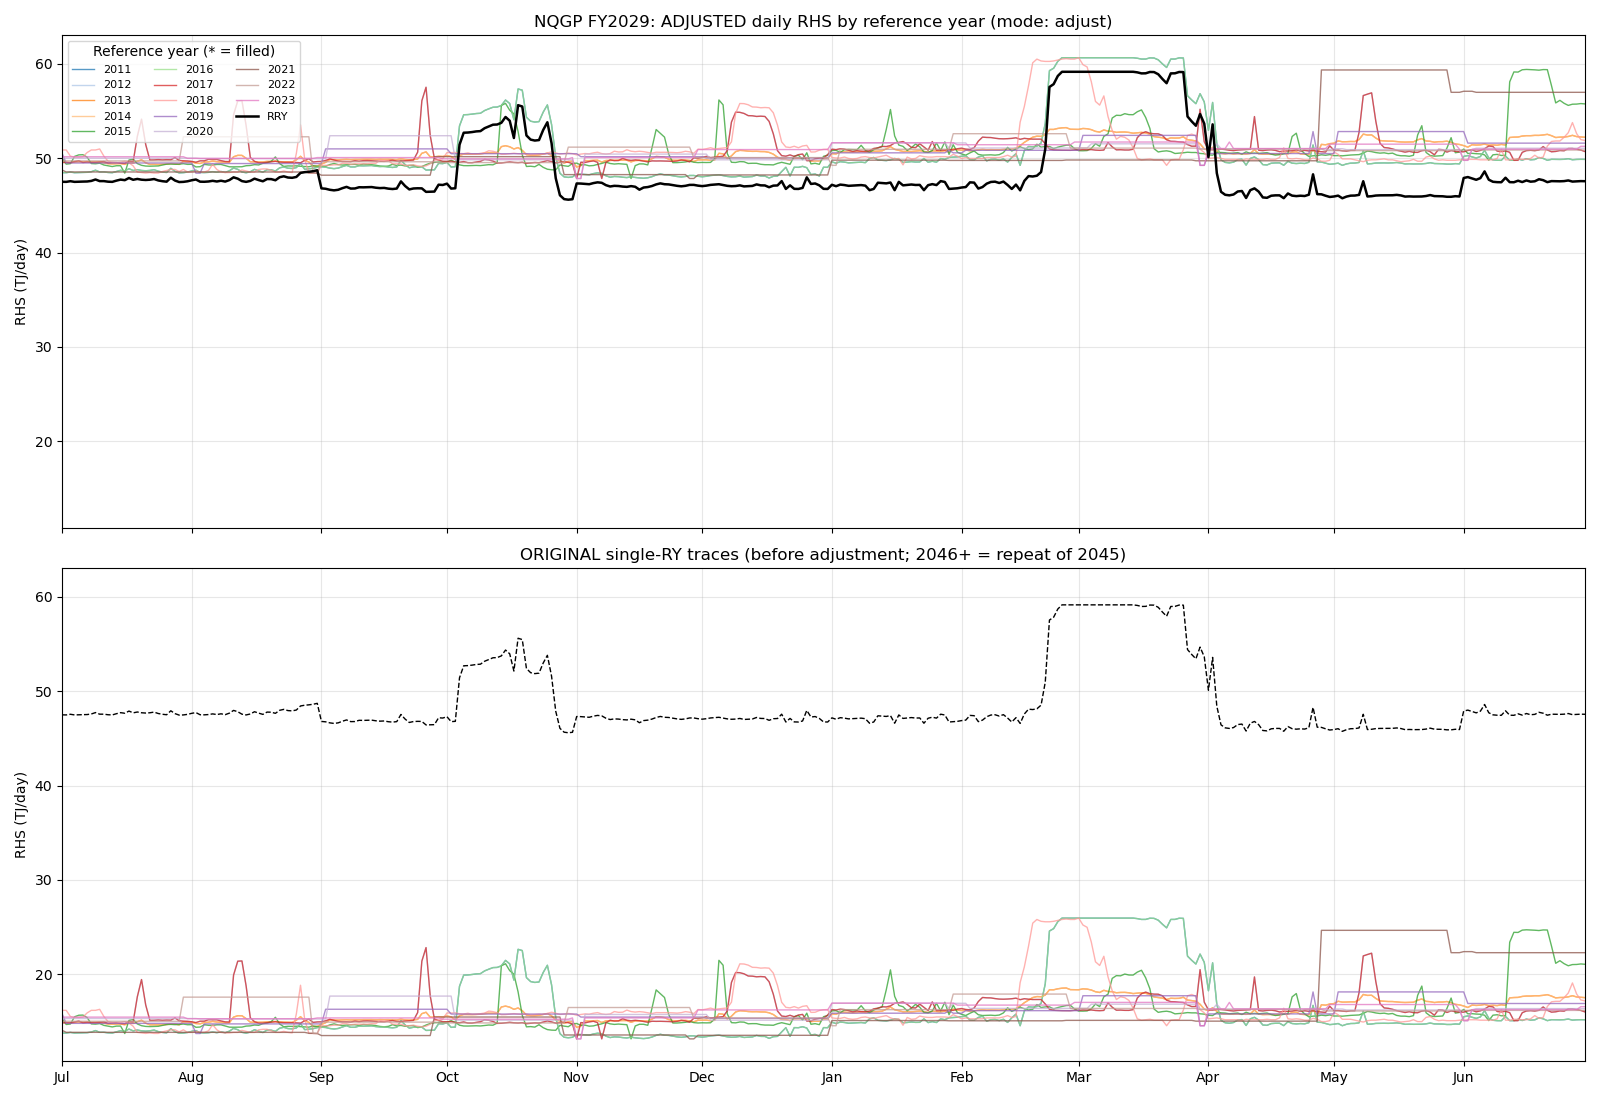 NQGP FY2029: ADJUSTED daily RHS by reference year (mode: adjust)
Reference year (* = filled)
2011 2016 2021
2012 2017 2022
2013 2018 2023
2014 2019 RRY
2015 2020
60
50
40
30
20
RHS (TJ/day)
ORIGINAL single-RY traces (before adjustment; 2046+ = repeat of 2045)
60
50
40
30
20
RHS (TJ/day)
Jul Aug Sep Oct Nov Dec Jan Feb Mar Apr May Jun